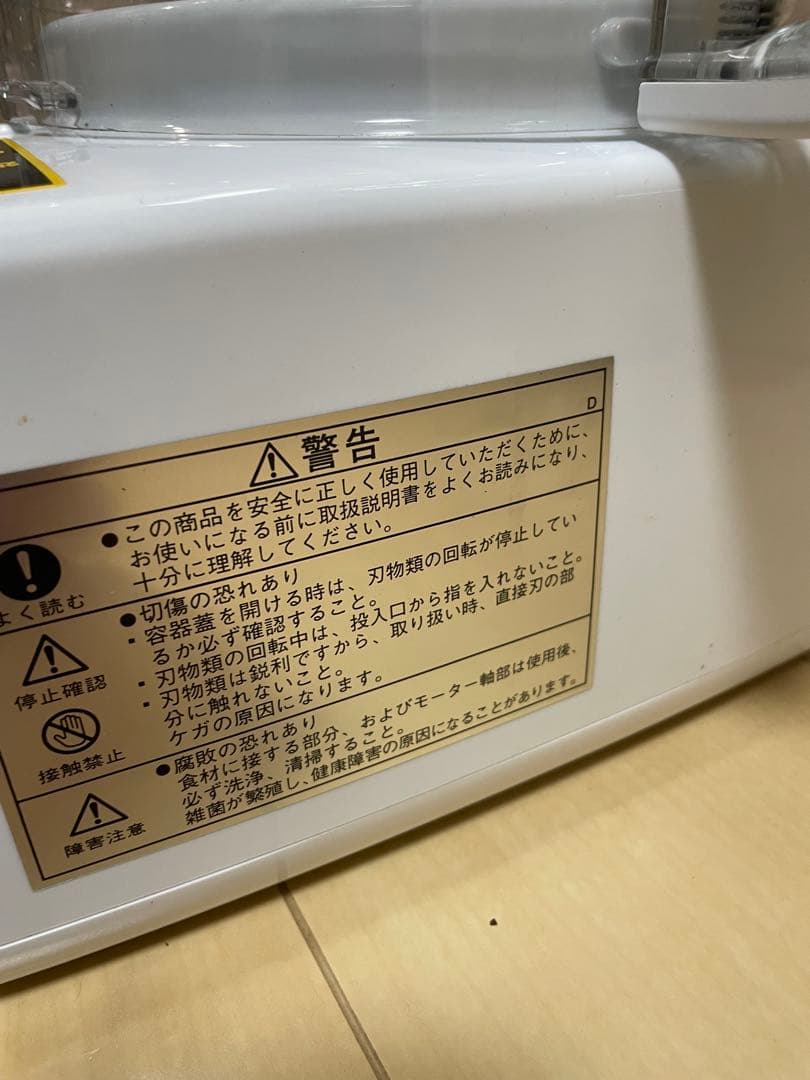 D
警告
よく読む
●この商品を安全に正しく使用していただくために、
お使いになる前に取扱説明書をよくお読みになり、
十分に理解してください。
停止確認
接触禁止
●切傷の恐れあり
・容器蓋を開ける時は、刃物類の回転が停止してい
るか必ず確認すること。
・刃物類の回転中は、投入口から指を入れないこと。
・刃物類は鋭利ですから、取り扱い時、直接刃の部
分に触れないこと。
ケガの原因になります。
障害注意
●腐敗の恐れあり
食材に接する部分、およびモーター軸部は使用後、
必ず洗浄、清掃すること。
雑菌が繁殖し、健康障害の原因になることがあります。